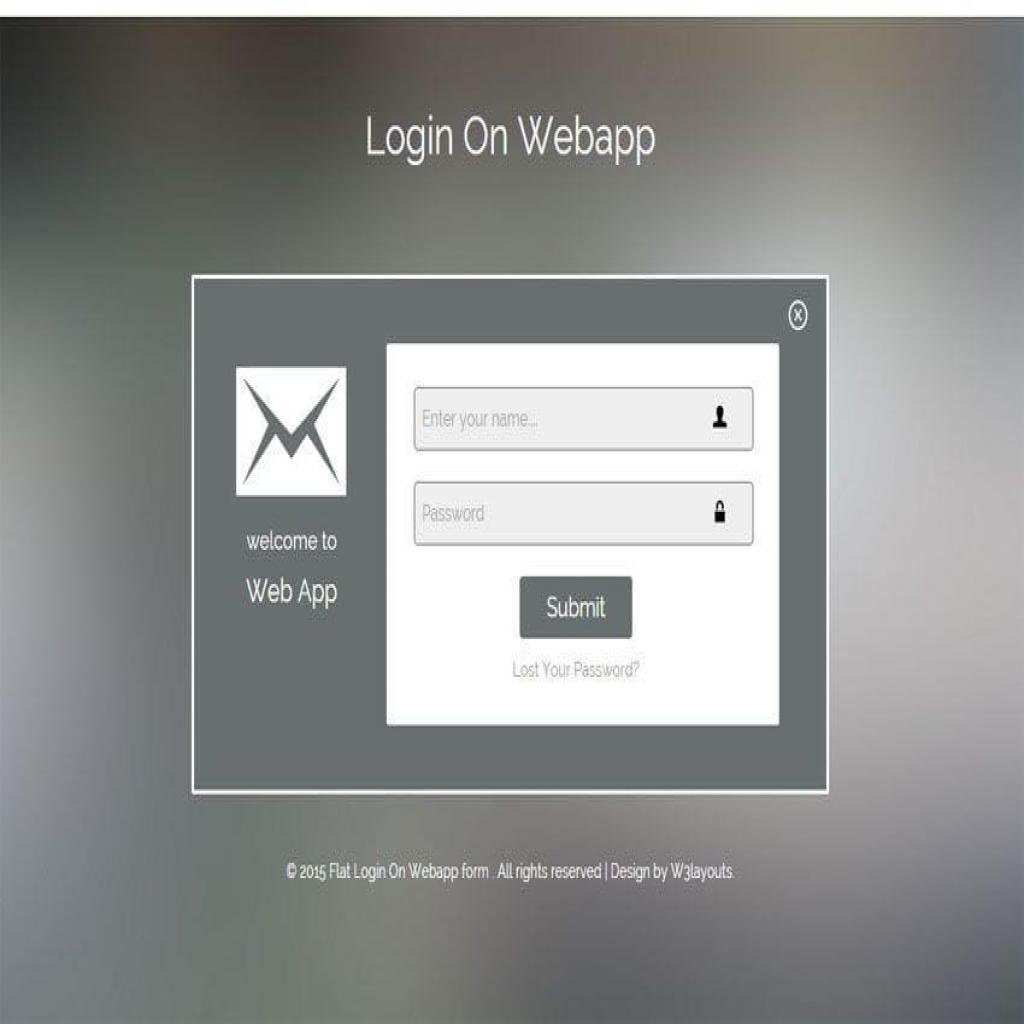 Login On Webapp
Enter your name...
Password
welcome to
Web App
Submit
Lost Your Password?
© 2015 Flat Login On Webapp form . All rights reserved | Design by W3layouts.